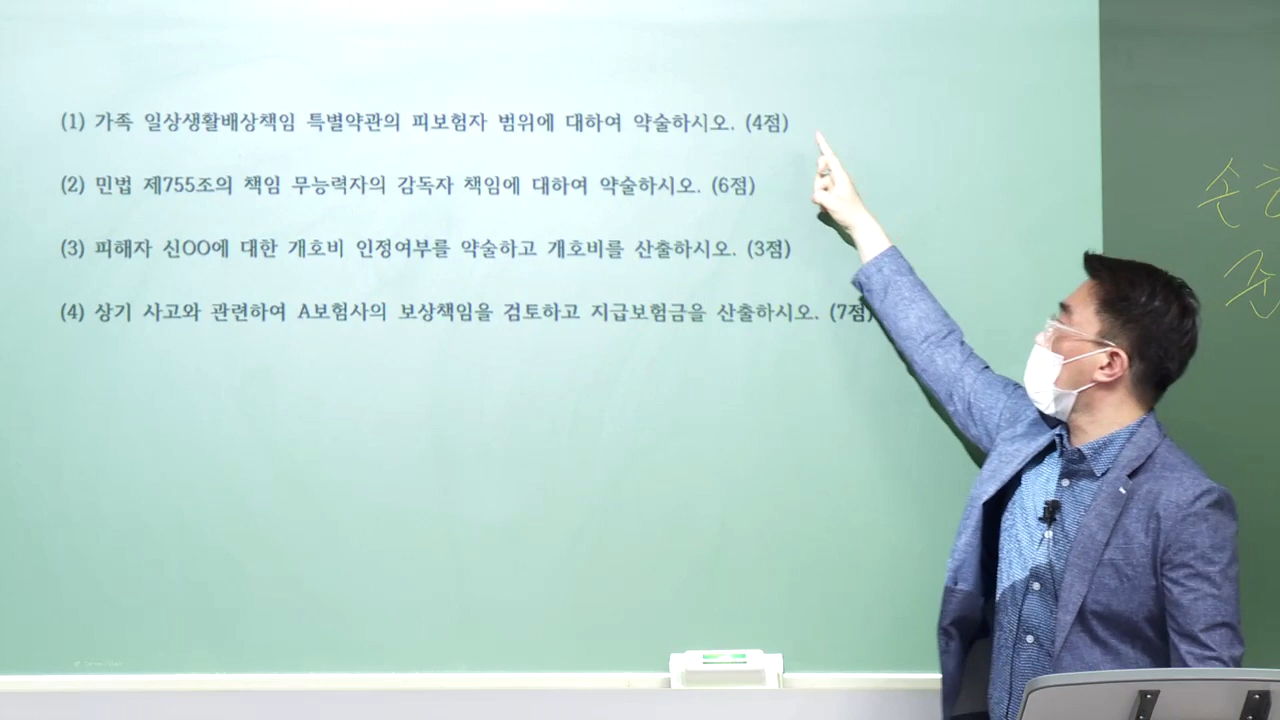 (1) 가족 일상생활배상책임 특별약관의 피보험자 범위에 대하여 약술하시오. (4점)
(2) 민법 제755조의 책임 무능력자의 감독자 책임에 대하여 약술하시오. (6점)
(3) 피해자 신OO에 대한 개호비 인정여부를 약술하고 개호비를 산출하시오. (3점)
(4) 상기 사고와 관련하여 A보험사의 보상책임을 검토하고 지급보험금을 산출하시오. (7점)
손
준